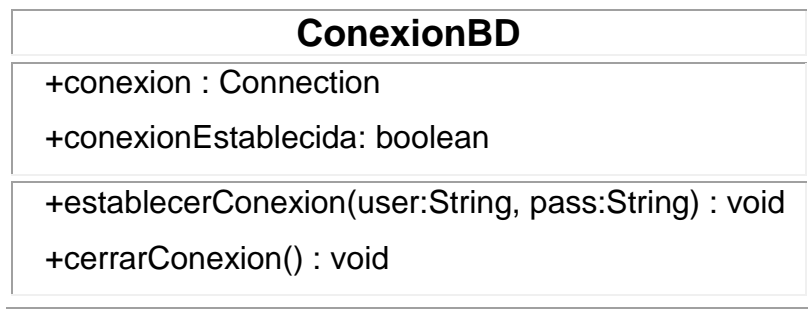 ConexionBD
+conexion : Connection
+conexionEstablecida: boolean
+establecerConexion(user:String, pass:String) : void
+cerrarConexion() : void